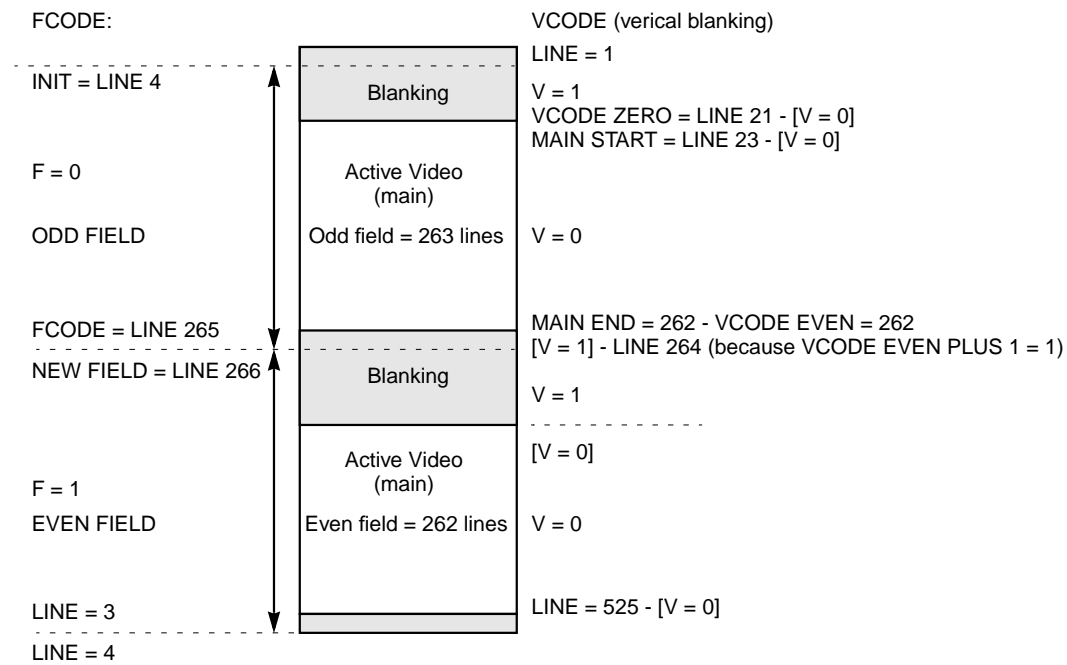 FCODE:
VCODE (verical blanking)
LINE = 1
INIT = LINE 4
Blanking
V = 1
VCODE ZERO = LINE 21 - [V = 0]
MAIN START = LINE 23 - [V = 0]
F = 0
Active Video
(main)
ODD FIELD
Odd field = 263 lines
V = 0
FCODE = LINE 265
MAIN END = 262 - VCODE EVEN = 262
[V = 1] - LINE 264 (because VCODE EVEN PLUS 1 = 1)
NEW FIELD = LINE 266
Blanking
V = 1
[V = 0]
Active Video
(main)
F = 1
EVEN FIELD
Even field = 262 lines
V = 0
LINE = 3
LINE = 525 - [V = 0]
LINE = 4